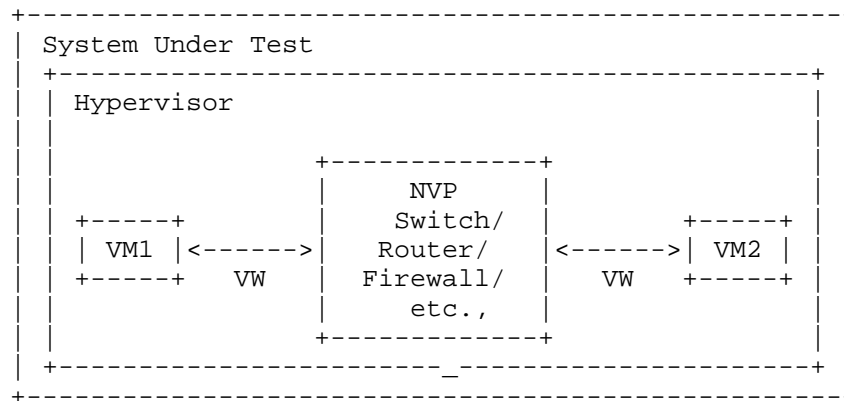 System Under Test
Hypervisor
NVP
Switch/
VM1 <------> Router/ <------> VM2
VW Firewall/ VW
etc.,